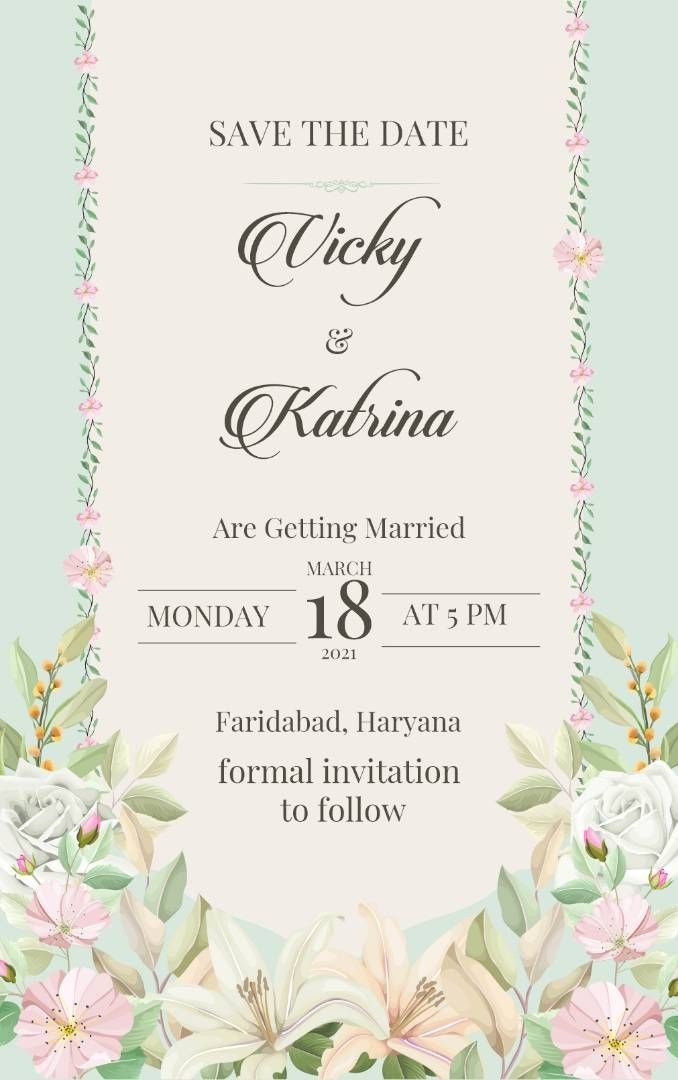 SAVE THE DATE
Vicky
&
Katrina
Are Getting Married
MARCH
MONDAY 18 AT 5 PM
2021
Faridabad, Haryana
formal invitation
to follow